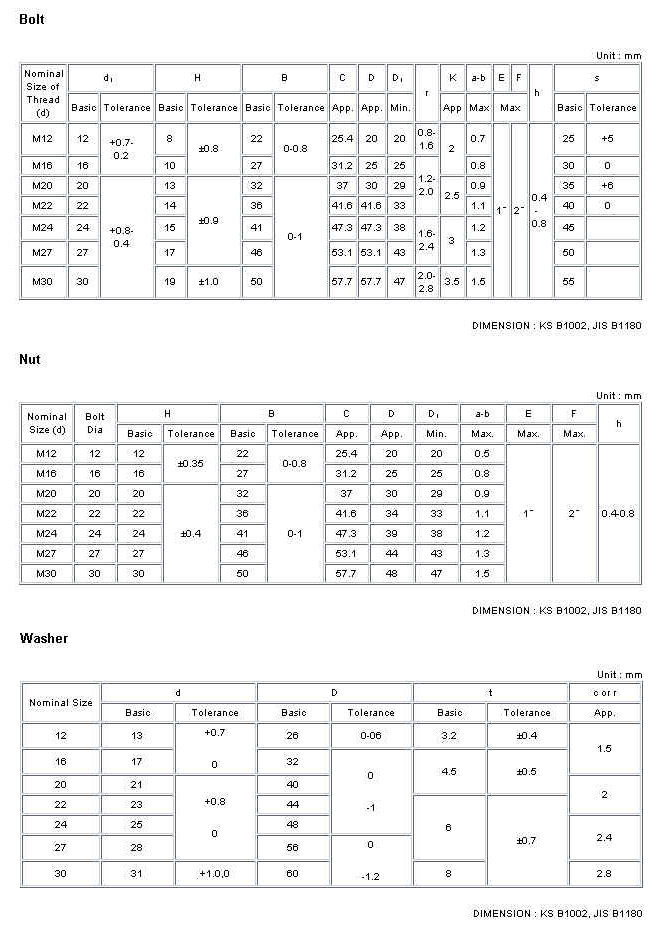 Bolt
Unit : mm
Nominal Size of Thread (d) d₁ H B C D D₁ r K a-b E F h s
Basic Tolerance Basic Tolerance Basic Tolerance App. App. Min. App Max Max Basic Tolerance
M12 12 +0.7-0.2 8 ±0.8 22 0-0.8 25.4 20 20 0.8-1.6 2 0.7 1˜ 2˜ 0.4-0.8 25 +5
M16 16 10 27 31.2 25 25 1.2-2.0 0.8 30 0
M20 20 +0.8-0.4 13 ±0.9 32 0-1 37 30 29 2.5 0.9 35 +6
M22 22 14 36 41.6 41.6 33 1.1 40 0
M24 24 15 41 47.3 47.3 38 1.6-2.4 3 1.2 45
M27 27 17 46 53.1 53.1 43 1.3 50
M30 30 19 ±1.0 50 57.7 57.7 47 2.0-2.8 3.5 1.5 55
DIMENSION : KS B1002, JIS B1180
Nut
Unit : mm
Nominal Size (d) Bolt Dia H B C D D₁ a-b E F h
Basic Tolerance Basic Tolerance App. App. Min. Max. Max. Max.
M12 12 12 ±0.35 22 0-0.8 25.4 20 20 0.5 1˜ 2˜ 0.4-0.8
M16 16 16 27 31.2 25 25 0.8
M20 20 20 ±0.4 32 0-1 37 30 29 0.9
M22 22 22 36 41.6 34 33 1.1
M24 24 24 41 47.3 39 38 1.2
M27 27 27 46 53.1 44 43 1.3
M30 30 30 50 57.7 48 47 1.5
DIMENSION : KS B1002, JIS B1180
Washer
Unit : mm
Nominal Size d D t c or r
Basic Tolerance Basic Tolerance Basic Tolerance App.
12 13 +0.7 26 0-06 3.2 ±0.4 1.5
16 17 0 32 0 -1 4.5 ±0.5
20 21 +0.8 0 40 2
22 23 44 6 ±0.7
24 25 48 2.4
27 28 56 0 -1.2
30 31 +1.0,0 60 8 2.8
DIMENSION : KS B1002, JIS B1180